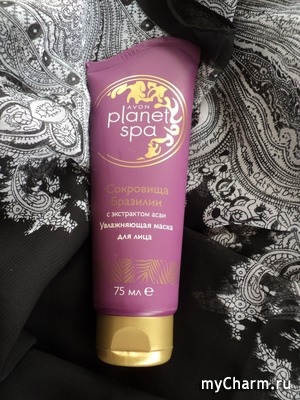 AVON
planet
spa
Сокровища
Бразилии
с экстрактом асаи
Увлажняющая маска
для лица
75 мл e
myCharm.ru